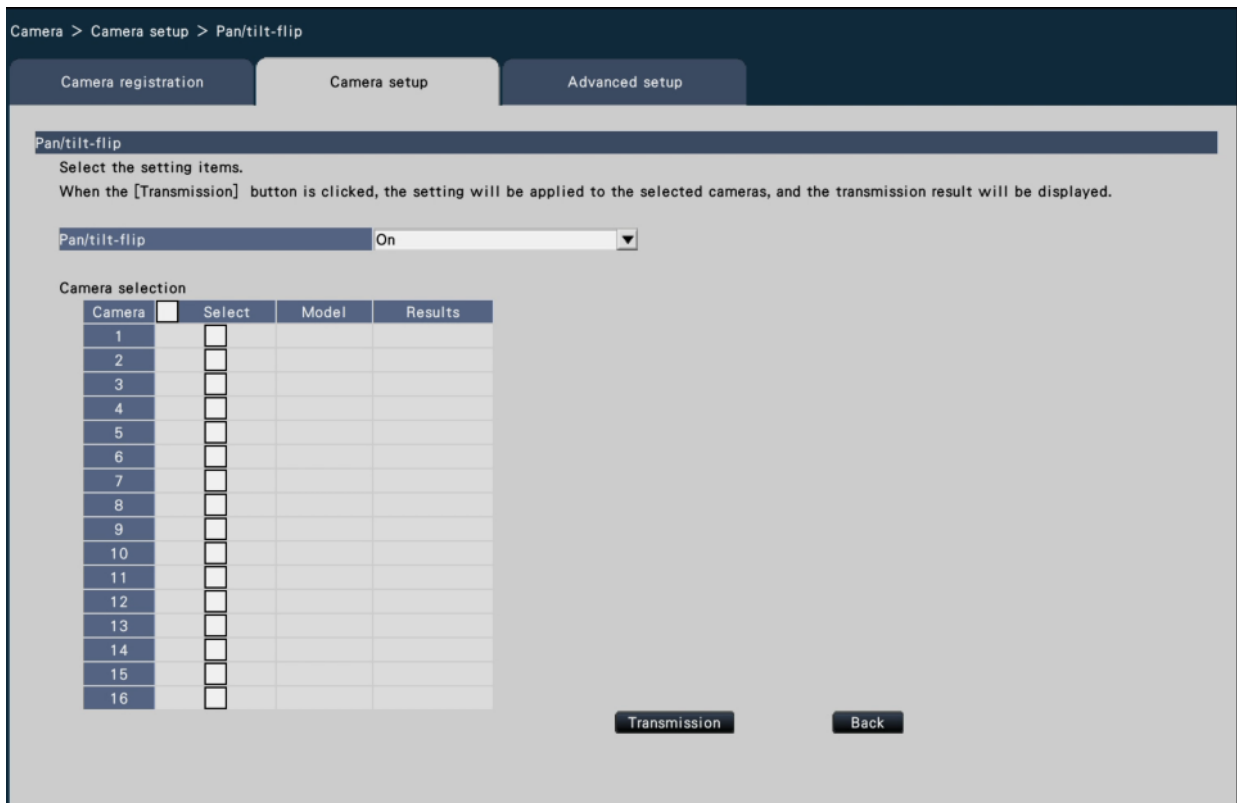 Camera > Camera setup > Pan/tilt-flip
Camera registration Camera setup Advanced setup
Pan/tilt-flip
Select the setting items.
When the [Transmission] button is clicked, the setting will be applied to the selected cameras, and the transmission result will be displayed.
Pan/tilt-flip On
Camera selection
Camera Select Model Results
1
2
3
4
5
6
7
8
9
10
11
12
13
14
15
16
Transmission Back